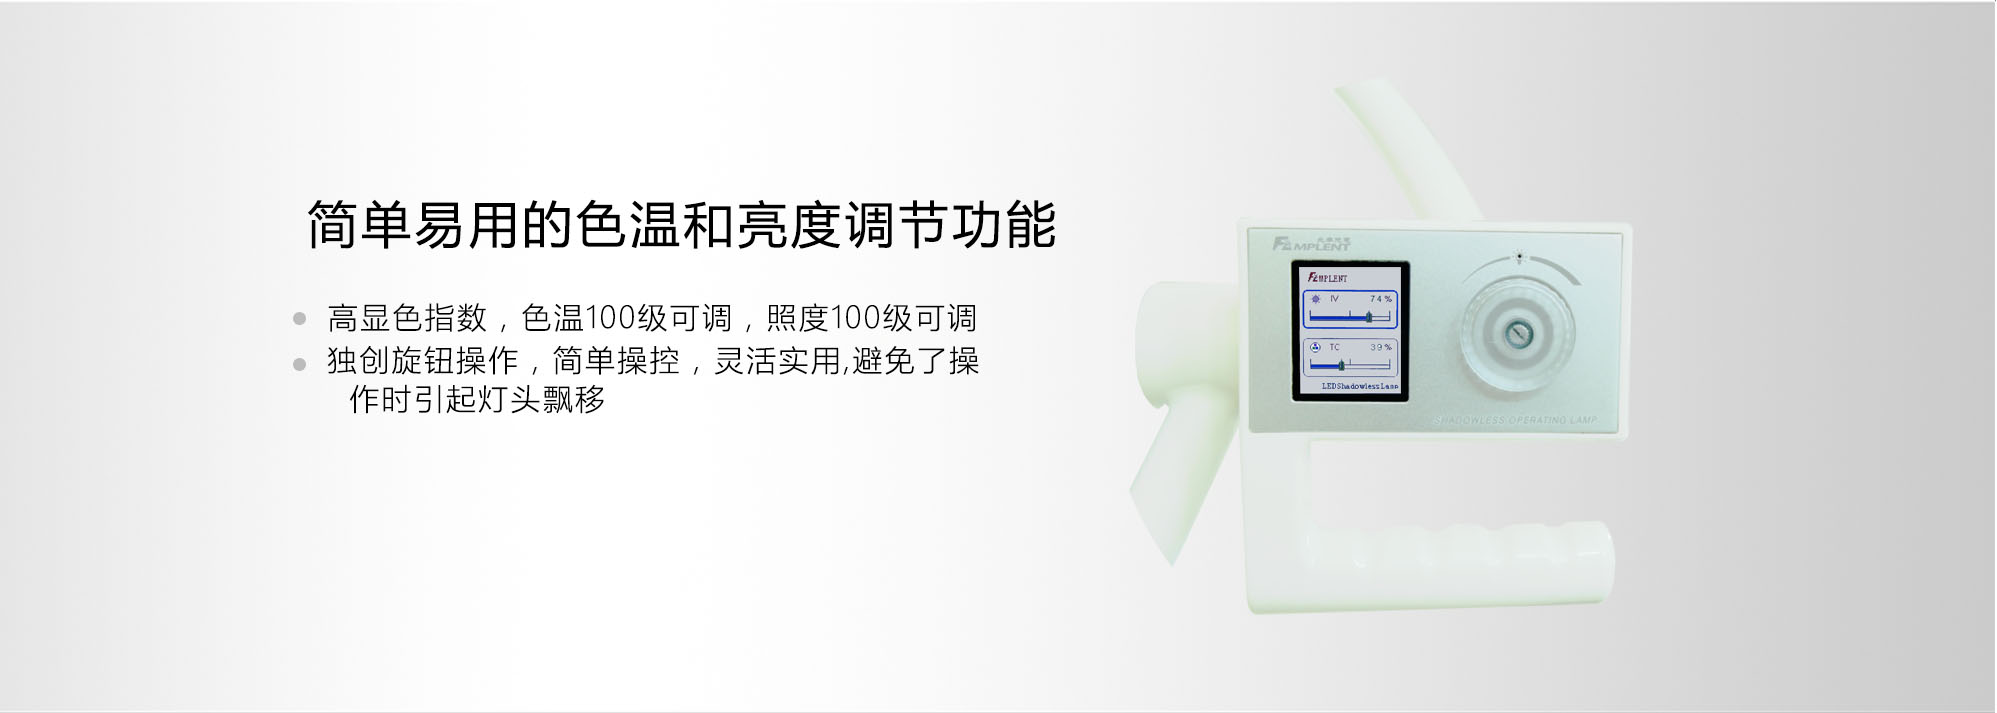 简单易用的色温和亮度调节功能
高显色指数，色温100级可调，照度100级可调
独创旋钮操作，简单操控，灵活实用,避免了操
作时引起灯头飘移
MPLENT
MPLENT
IV 74%
TC 39%
LEDShadowlessLamp
SHADOWLESS OPERATING LAMP